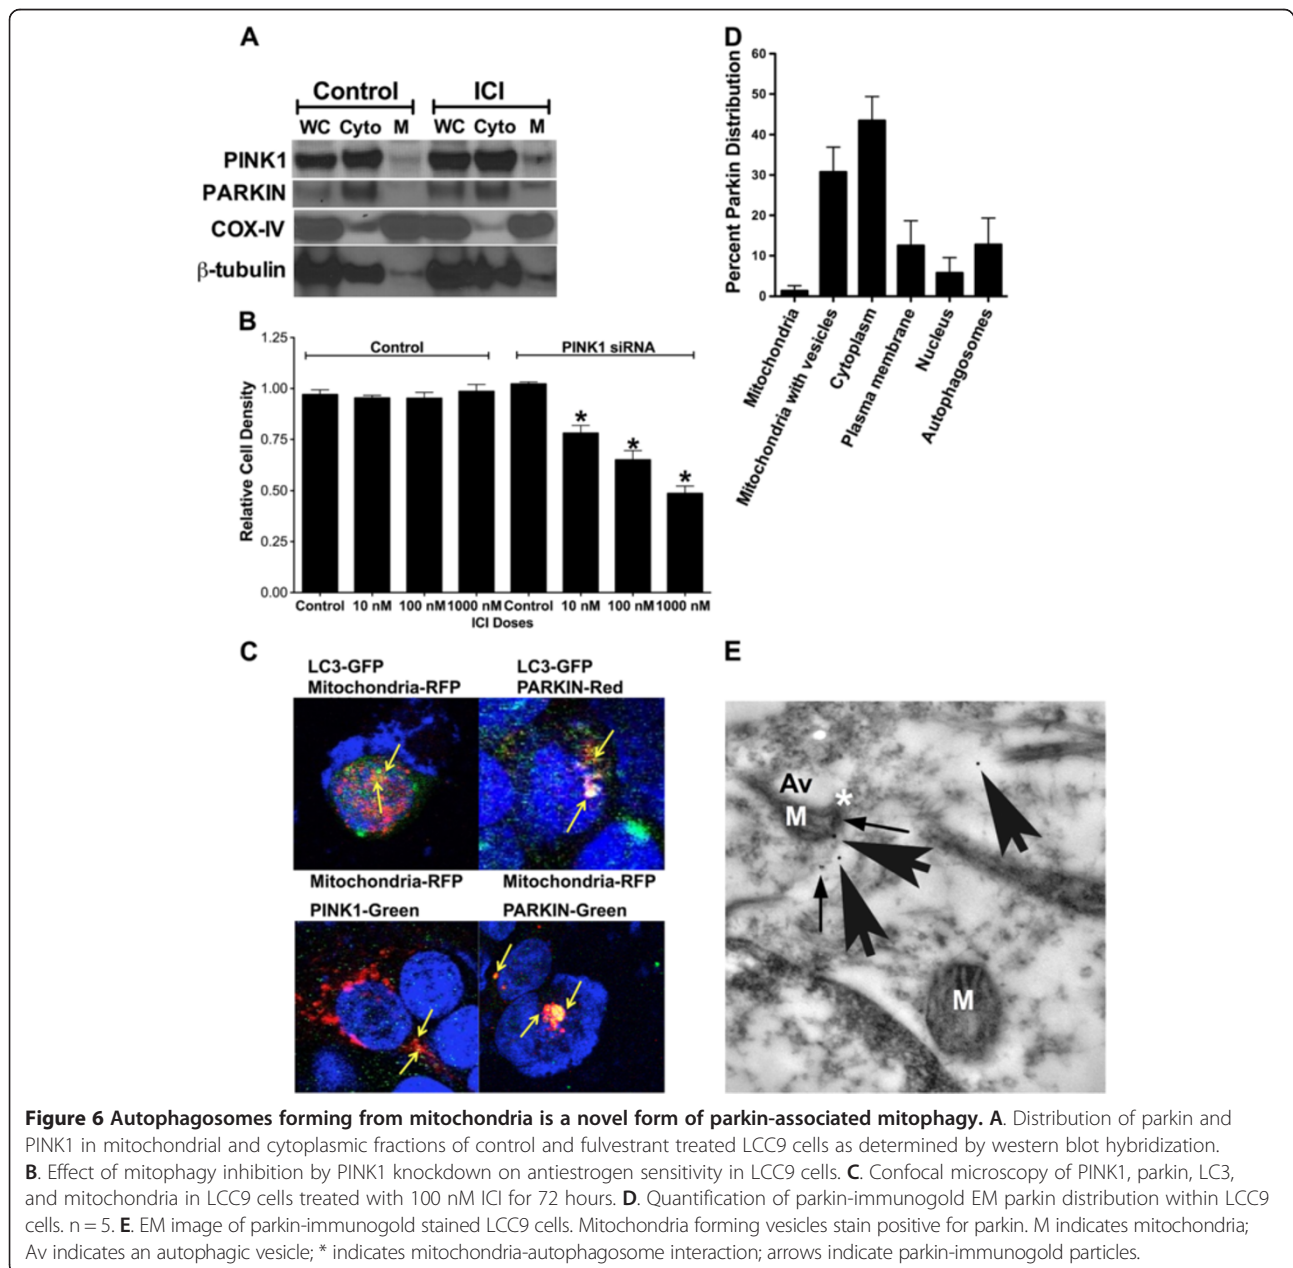 A
Control ICI
WC Cyto M WC Cyto M
PINK1
PARKIN
COX-IV
β-tubulin
B
Relative Cell Density
1.25
1.00
0.75
0.50
0.25
0.00
Control
PINK1 siRNA
*
*
*
Control 10 nM 100 nM 1000 nM Control 10 nM 100 nM 1000 nM
ICI Doses
C
LC3-GFP
Mitochondria-RFP
LC3-GFP
PARKIN-Red
Mitochondria-RFP
PINK1-Green
Mitochondria-RFP
PARKIN-Green
D
Percent Parkin Distribution
60
50
40
30
20
10
0
Mitochondria
Mitochondria with vesicles
Cytoplasm
Plasma membrane
Nucleus
Autophagosomes
E
Av
*
M
M
Figure 6 Autophagosomes forming from mitochondria is a novel form of parkin-associated mitophagy. A. Distribution of parkin and
PINK1 in mitochondrial and cytoplasmic fractions of control and fulvestrant treated LCC9 cells as determined by western blot hybridization.
B. Effect of mitophagy inhibition by PINK1 knockdown on antiestrogen sensitivity in LCC9 cells. C. Confocal microscopy of PINK1, parkin, LC3,
and mitochondria in LCC9 cells treated with 100 nM ICI for 72 hours. D. Quantification of parkin-immunogold EM parkin distribution within LCC9
cells. n = 5. E. EM image of parkin-immunogold stained LCC9 cells. Mitochondria forming vesicles stain positive for parkin. M indicates mitochondria;
Av indicates an autophagic vesicle; * indicates mitochondria-autophagosome interaction; arrows indicate parkin-immunogold particles.